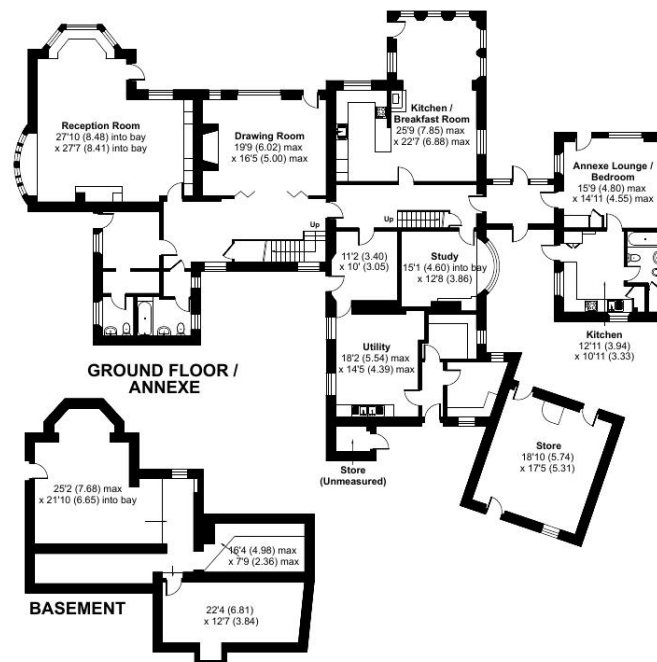 Reception Room
27'10 (8.48) into bay
x 27'7 (8.41) into bay
Drawing Room
19'9 (6.02) max
x 16'5 (5.00) max
Kitchen /
Breakfast Room
25'9 (7.85) max
x 22'7 (6.88) max
Annexe Lounge /
Bedroom
15'9 (4.80) max
x 14'11 (4.55) max
Up
Up
11'2 (3.40)
x 10' (3.05)
Study
15'1 (4.60) into bay
x 12'8 (3.86)
Kitchen
12'11 (3.94)
x 10'11 (3.33)
GROUND FLOOR /
ANNEXE
Utility
18'2 (5.54) max
x 14'5 (4.39) max
Store
(Unmeasured)
Store
18'10 (5.74)
x 17'5 (5.31)
25'2 (7.68) max
x 21'10 (6.65) into bay
16'4 (4.98) max
x 7'9 (2.36) max
BASEMENT
22'4 (6.81)
x 12'7 (3.84)